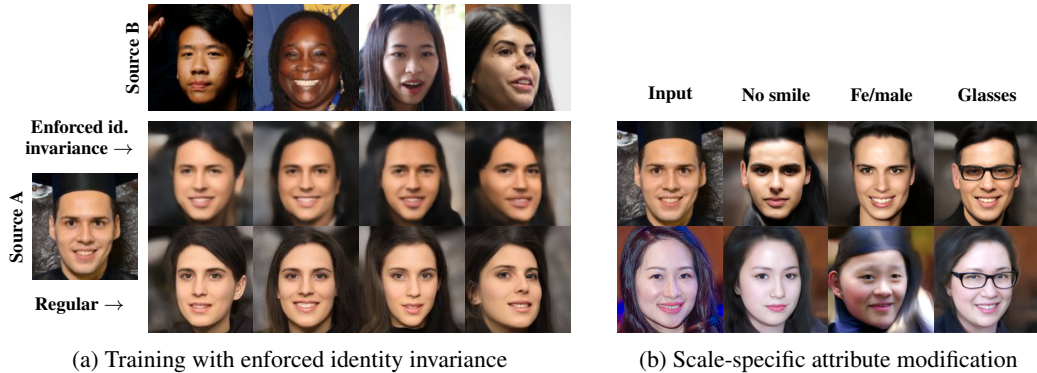 Source B
Enforced id.
invariance →
Source A
Regular →
(a) Training with enforced identity invariance
Input No smile Fe/male Glasses
(b) Scale-specific attribute modification